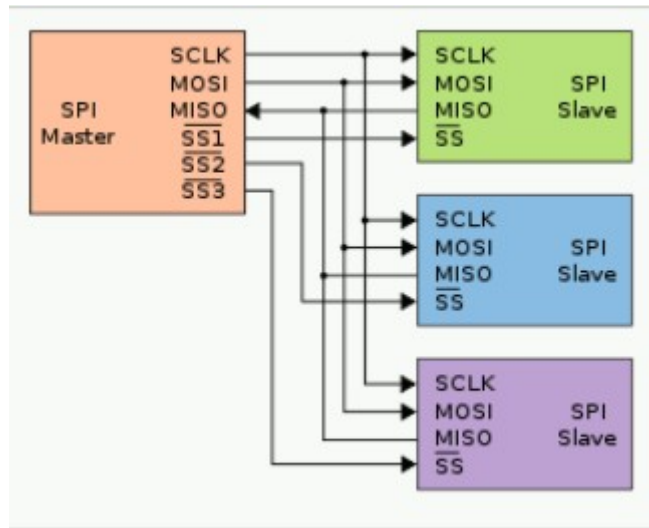 SPI
Master
SCLK
MOSI
MISO
SS1
SS2
SS3
SCLK
MOSI
MISO
SS
SPI
Slave
SCLK
MOSI
MISO
SS
SPI
Slave
SCLK
MOSI
MISO
SS
SPI
Slave